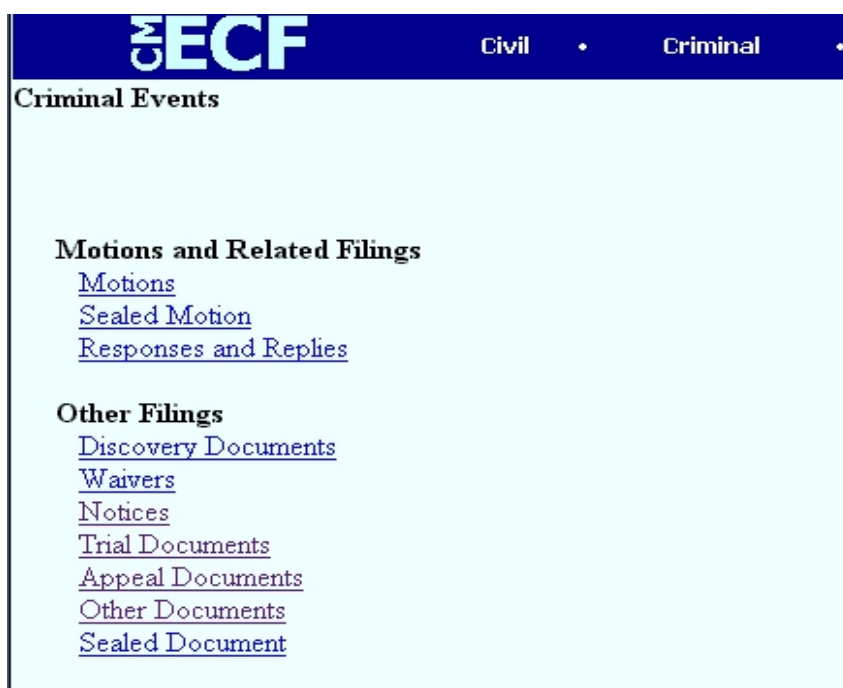 CM ECF Civil • Criminal •
Criminal Events
Motions and Related Filings
Motions
Sealed Motion
Responses and Replies
Other Filings
Discovery Documents
Waivers
Notices
Trial Documents
Appeal Documents
Other Documents
Sealed Document